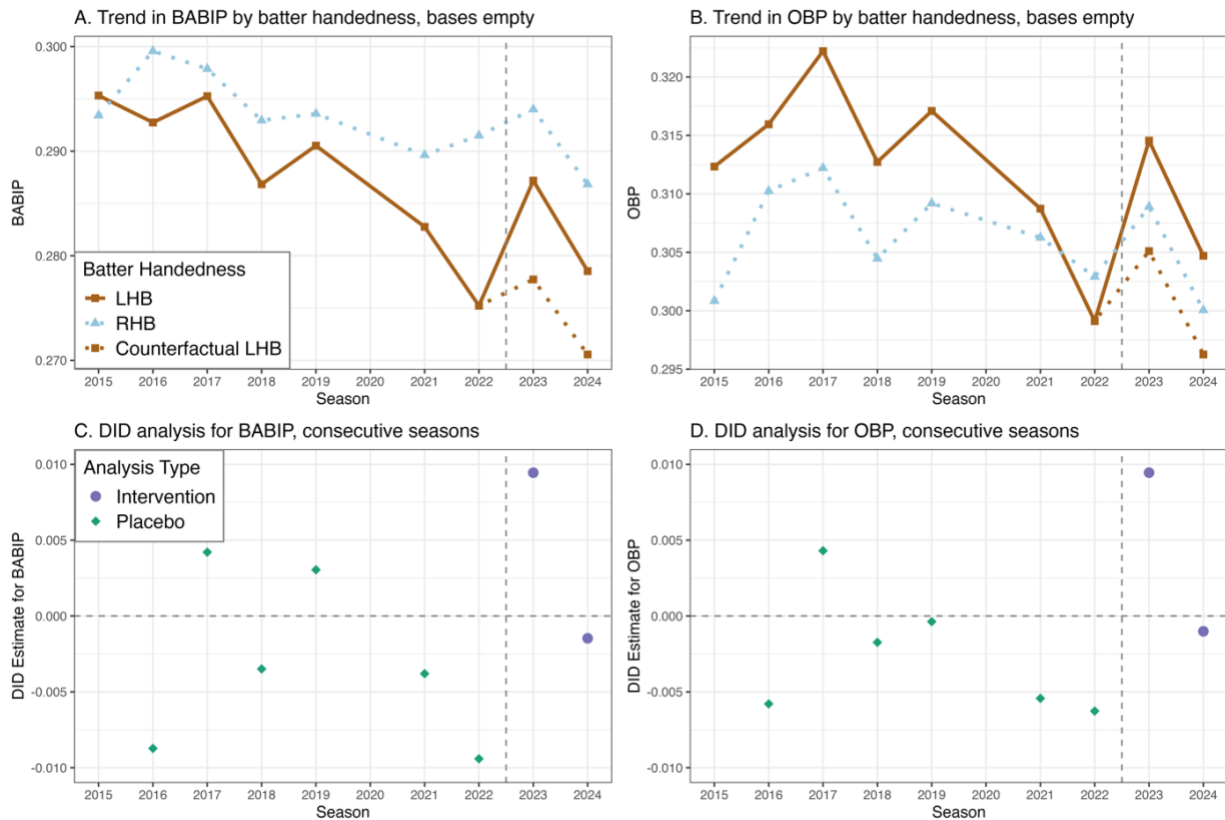 A. Trend in BABIP by batter handedness, bases empty
0.300
0.290
0.280
0.270
BABIP
Batter Handedness
LHB
RHB
Counterfactual LHB
2015 2016 2017 2018 2019 2020 2021 2022 2023 2024
Season
B. Trend in OBP by batter handedness, bases empty
0.320
0.315
0.310
0.305
0.300
0.295
OBP
2015 2016 2017 2018 2019 2020 2021 2022 2023 2024
Season
C. DID analysis for BABIP, consecutive seasons
0.010
0.005
0.000
-0.005
-0.010
DID Estimate for BABIP
Analysis Type
Intervention
Placebo
2015 2016 2017 2018 2019 2020 2021 2022 2023 2024
Season
D. DID analysis for OBP, consecutive seasons
0.010
0.005
0.000
-0.005
-0.010
DID Estimate for OBP
2015 2016 2017 2018 2019 2020 2021 2022 2023 2024
Season